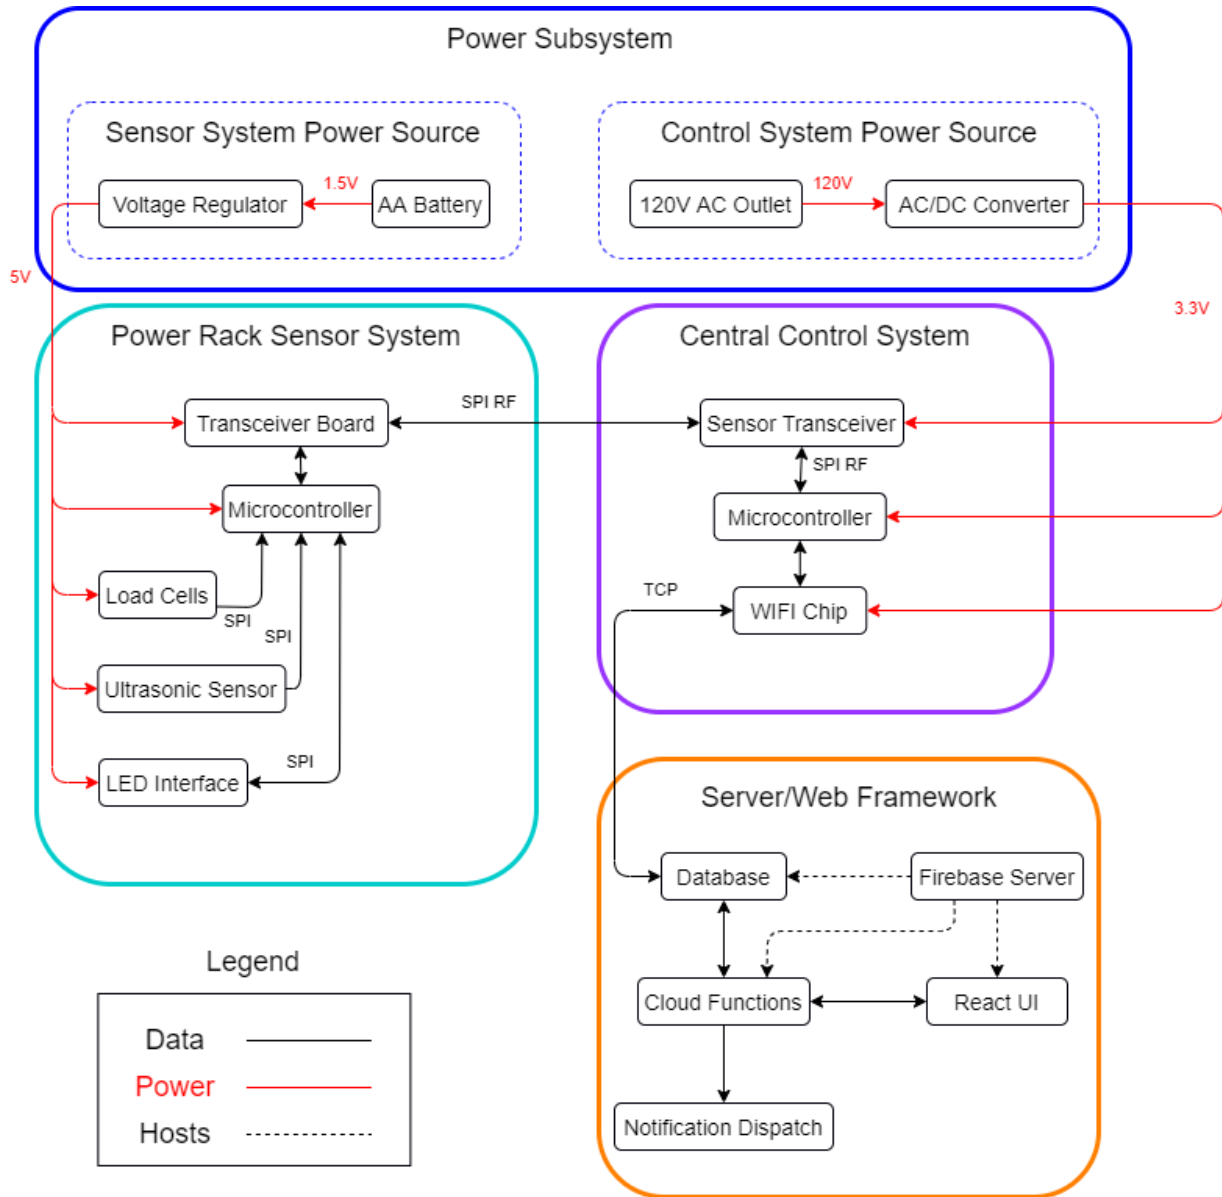 Power Subsystem
Sensor System Power Source
Control System Power Source
Voltage Regulator
1.5V
AA Battery
120V AC Outlet
120V
AC/DC Converter
5V
3.3V
Power Rack Sensor System
Central Control System
Transceiver Board
SPI RF
Sensor Transceiver
SPI RF
Microcontroller
Microcontroller
Load Cells
SPI
SPI
TCP
WIFI Chip
Ultrasonic Sensor
SPI
LED Interface
Server/Web Framework
Database
Firebase Server
Cloud Functions
React UI
Notification Dispatch
Legend
Data
Power
Hosts